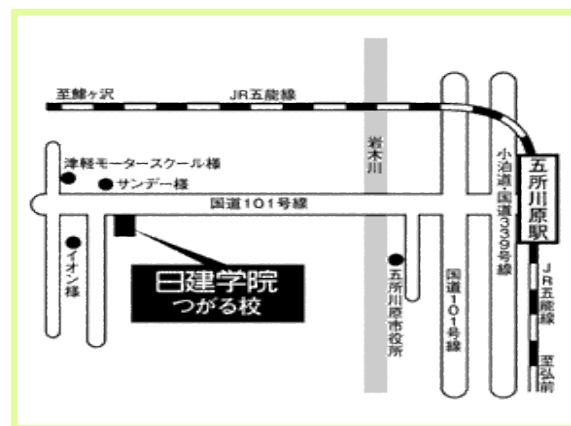 至鰺ヶ沢
JR五能線
岩木川
津軽モータースクール様
サンデー様
国道101号線
小泊道・国道339号線
五所川原駅
イオン様
日建学院
つがる校
五所川原市役所
国道101号線
JR五能線
至弘前